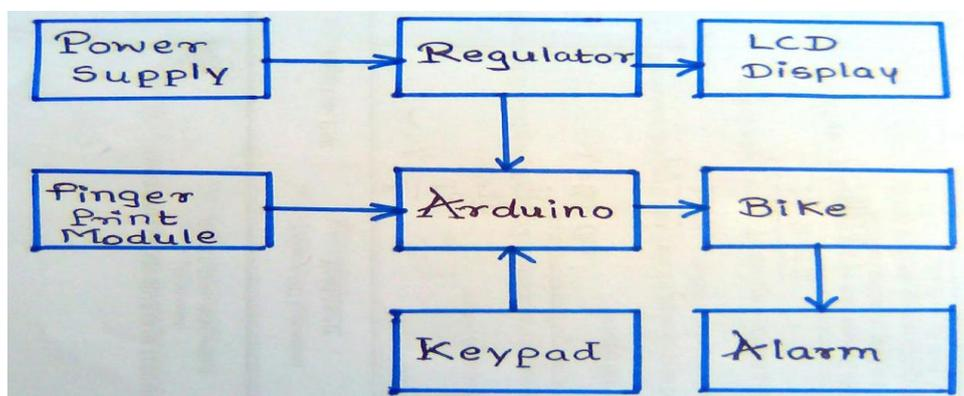 Power
Supply
Regulator
LCD
Display
Finger
Print
Module
Arduino
Bike
Keypad
Alarm